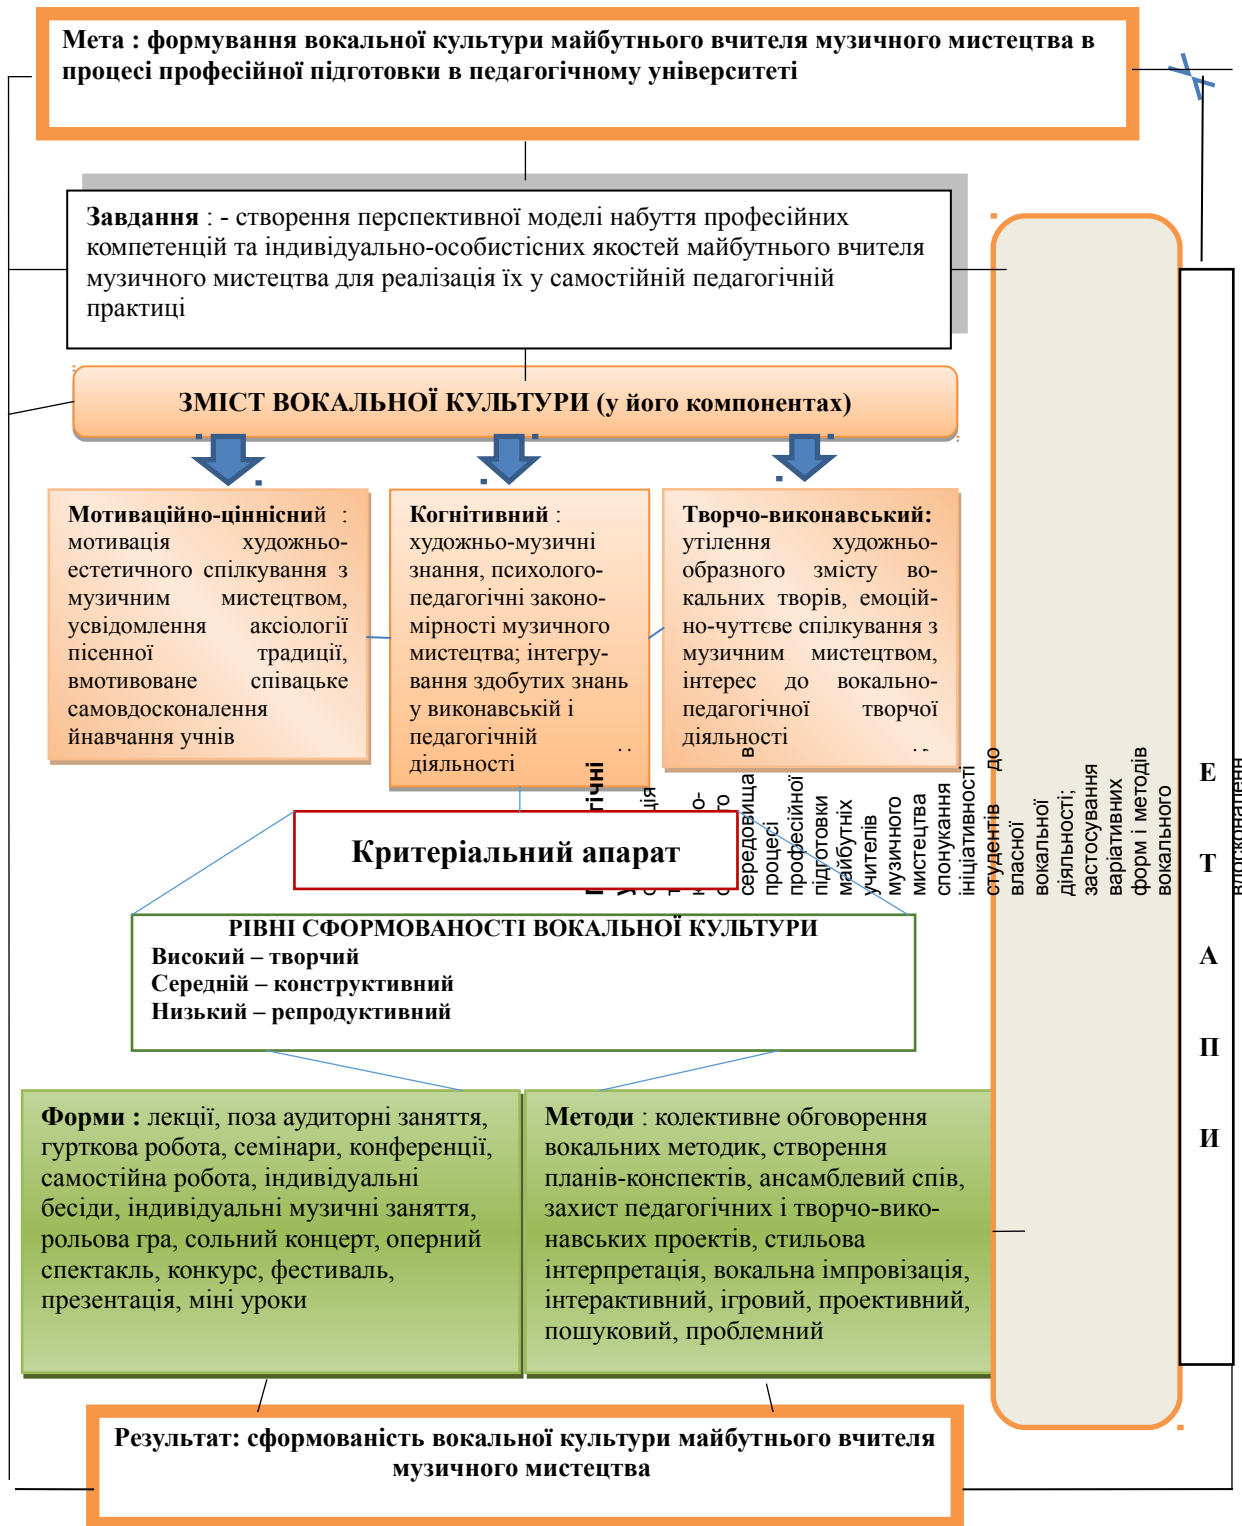 Мета : формування вокальної культури майбутнього вчителя музичного мистецтва в
процесі професійної підготовки в педагогічному університеті
Завдання : - створення перспективної моделі набуття професійних
компетенцій та індивідуально-особистісних якостей майбутнього вчителя
музичного мистецтва для реалізація їх у самостійній педагогічній
практиці
ЗМІСТ ВОКАЛЬНОЇ КУЛЬТУРИ (у його компонентах)
Мотиваційно-ціннісний :
мотивація художньо-
естетичного спілкування з
музичним мистецтвом,
усвідомлення аксіології
пісенної традиції,
вмотивоване співацьке
самовдосконалення
йнавчання учнів
Когнітивний :
художньо-музичні
знання, психолого-
педагогічні законо-
мірності музичного
мистецтва; інтегру-
вання здобутих знань
у виконавській і
педагогічній
діяльності
Творчо-виконавський:
утілення художньо-
образного змісту во-
кальних творів, емоцій-
но-чуттєве спілкування з
музичним мистецтвом,
інтерес до вокально-
педагогічної творчої
діяльності
середовища в
процесі
професійної
підготовки
майбутніх
учителів
музичного
мистецтва
спонукання
ініціативності
студентів до
власної
вокальної
діяльності;
застосування
варіативних
форм і методів
вокального
ЕТАПИ
Критеріальний апарат
РІВНІ СФОРМОВАНОСТІ ВОКАЛЬНОЇ КУЛЬТУРИ
Високий – творчий
Середній – конструктивний
Низький – репродуктивний
Форми : лекції, поза аудиторні заняття,
гурткова робота, семінари, конференції,
самостійна робота, індивідуальні
бесіди, індивідуальні музичні заняття,
рольова гра, сольний концерт, оперний
спектакль, конкурс, фестиваль,
презентація, міні уроки
Методи : колективне обговорення
вокальних методик, створення
планів-конспектів, ансамблевий спів,
захист педагогічних і творчо-вико-
навських проектів, стильова
інтерпретація, вокальна імпровізація,
інтерактивний, ігровий, проективний,
пошуковий, проблемний
Результат: сформованість вокальної культури майбутнього вчителя
музичного мистецтва